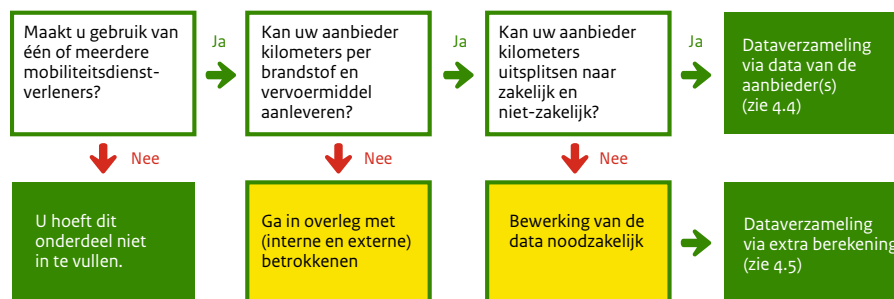 Maakt u gebruik van
één of meerdere
mobiliteitsdienst-
verleners?
Ja
Kan uw aanbieder
kilometers per
brandstof en
vervoermiddel
aanleveren?
Ja
Kan uw aanbieder
kilometers
uitsplitsen naar
zakelijk en
niet-zakelijk?
Ja
Dataverzameling
via data van de
aanbieder(s)
(zie 4.4)
Nee
Nee
Nee
U hoeft dit
onderdeel niet
in te vullen.
Ga in overleg met
(interne en externe)
betrokkenen
Bewerking van de
data noodzakelijk
Dataverzameling
via extra berekening
(zie 4.5)